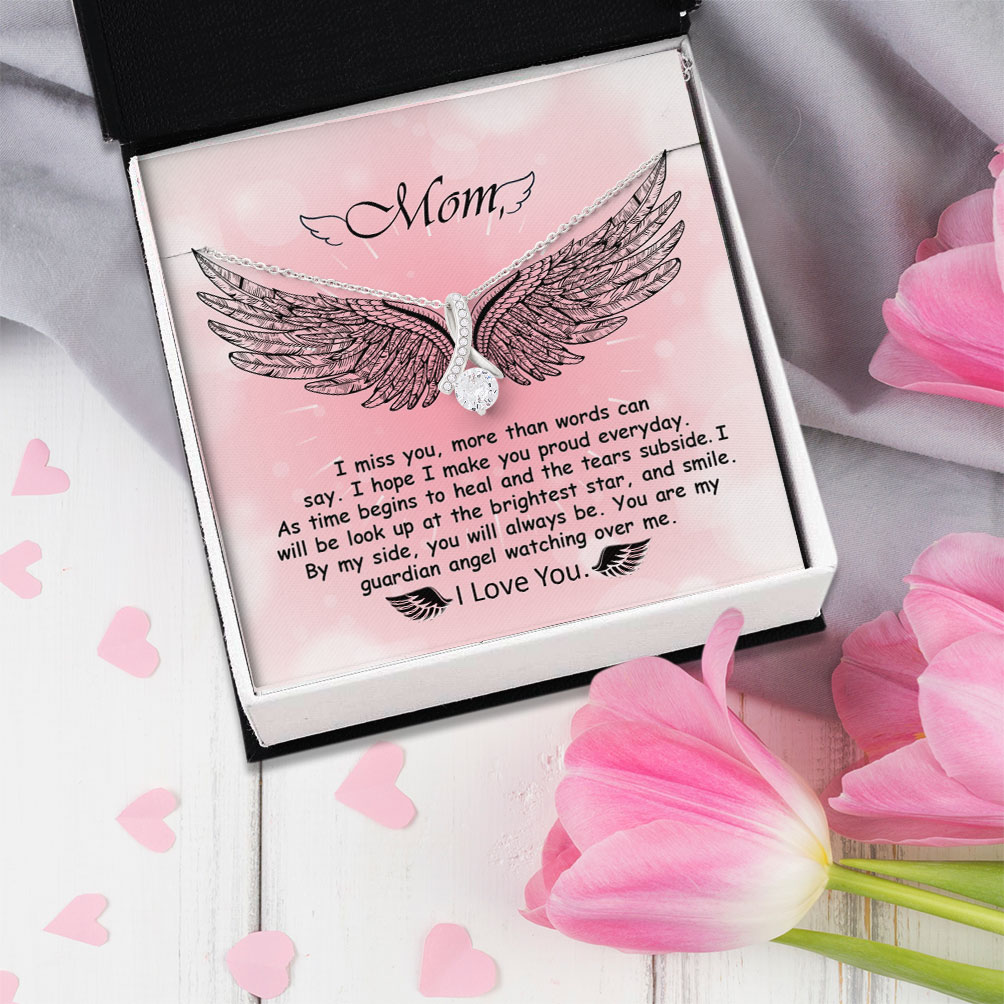 Mom,
I miss you, more than words can
say. I hope I make you proud everyday.
As time begins to heal and the tears subside. I
will be look up at the brightest star, and smile.
By my side, you will always be. You are my
guardian angel watching over me.
I Love You.